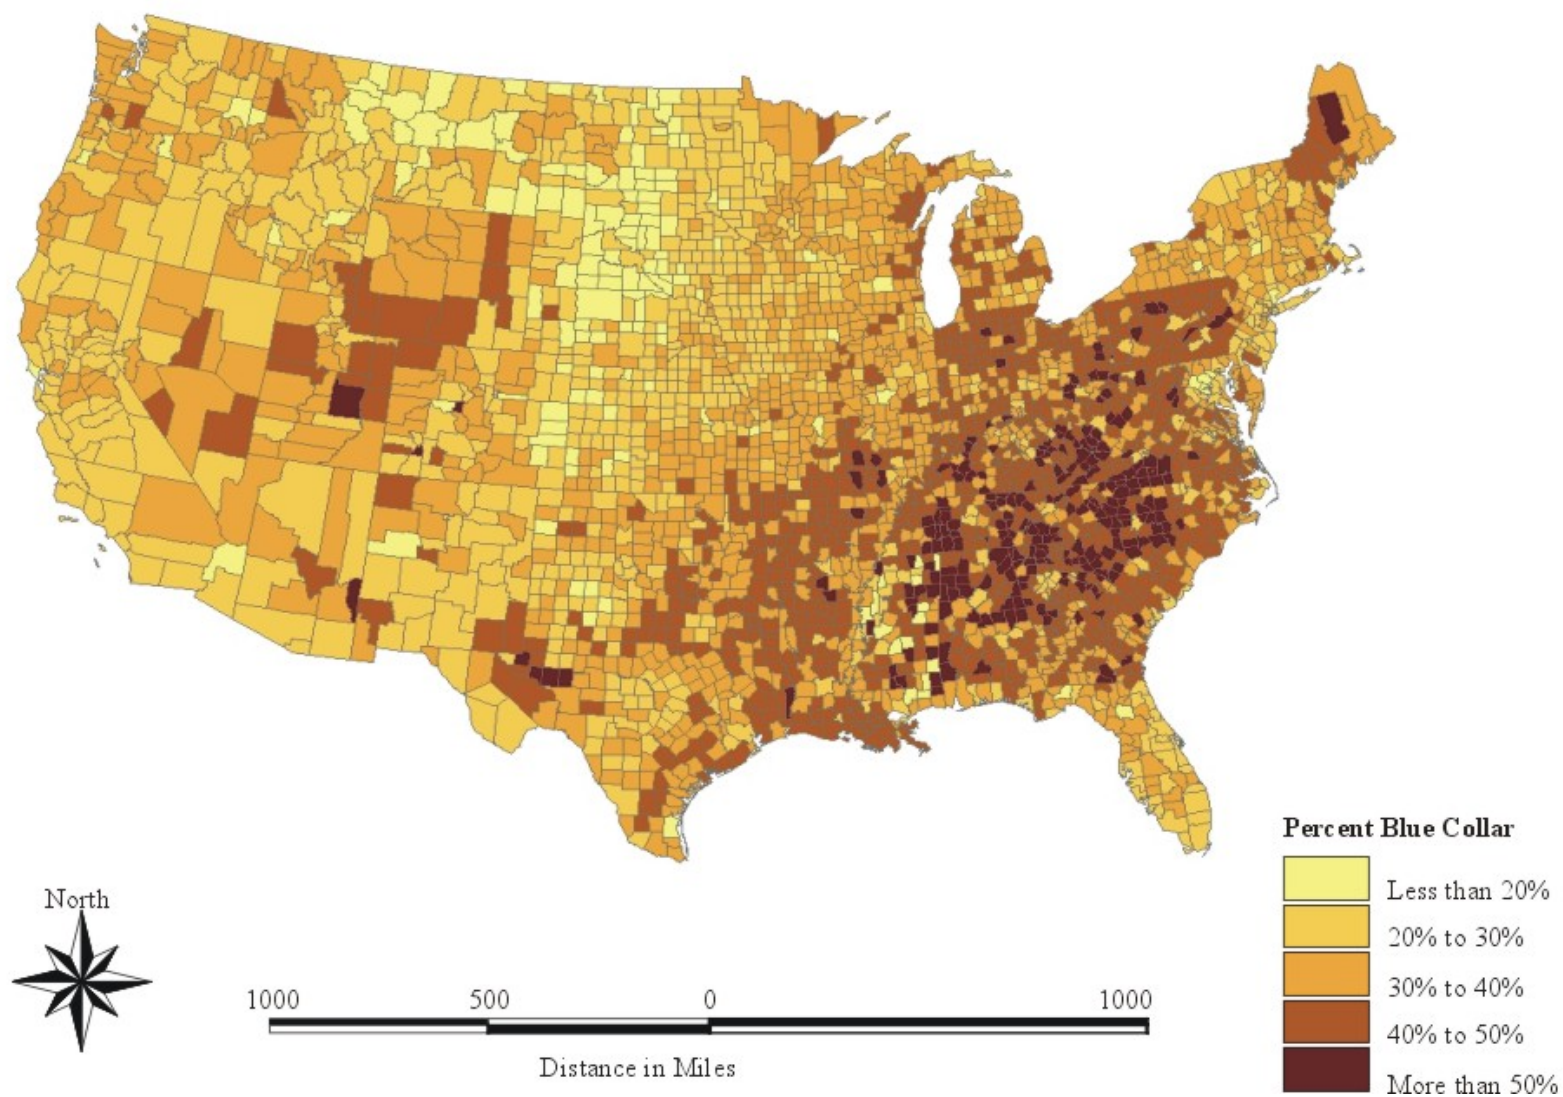 Percent Blue Collar
Less than 20%
20% to 30%
30% to 40%
40% to 50%
More than 50%
North
1000 500 0 1000
Distance in Miles